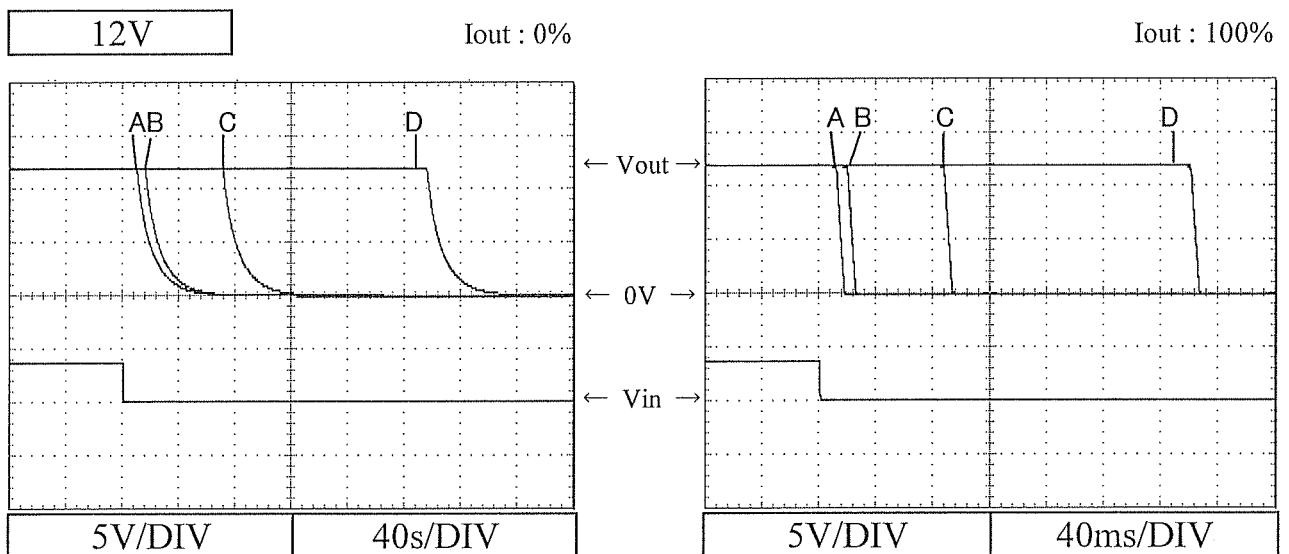 12V
Iout : 0%
Iout : 100%
A B C D
A B C D
← Vout →
← 0V →
← Vin →
5V/DIV 40s/DIV
5V/DIV 40ms/DIV